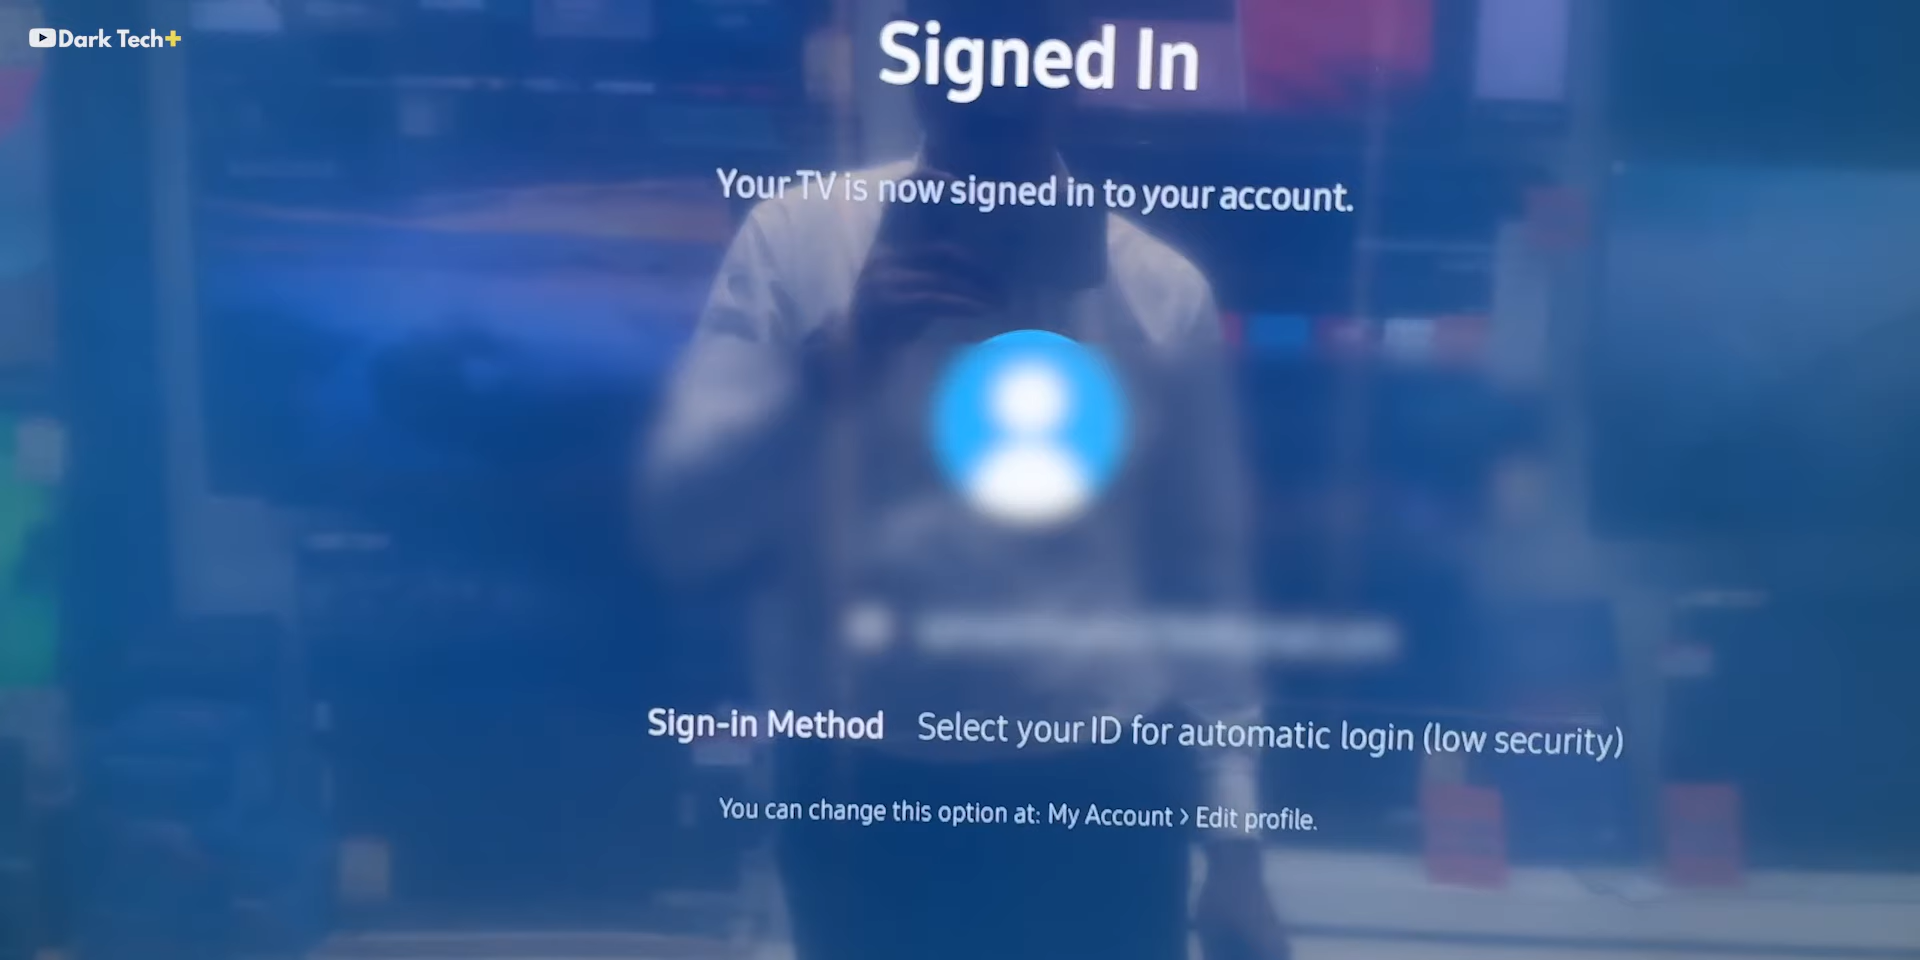 Dark Tech+
Signed In
Your TV is now signed in to your account.
Sign-in Method Select your ID for automatic login (low security)
You can change this option at: My Account > Edit profile.